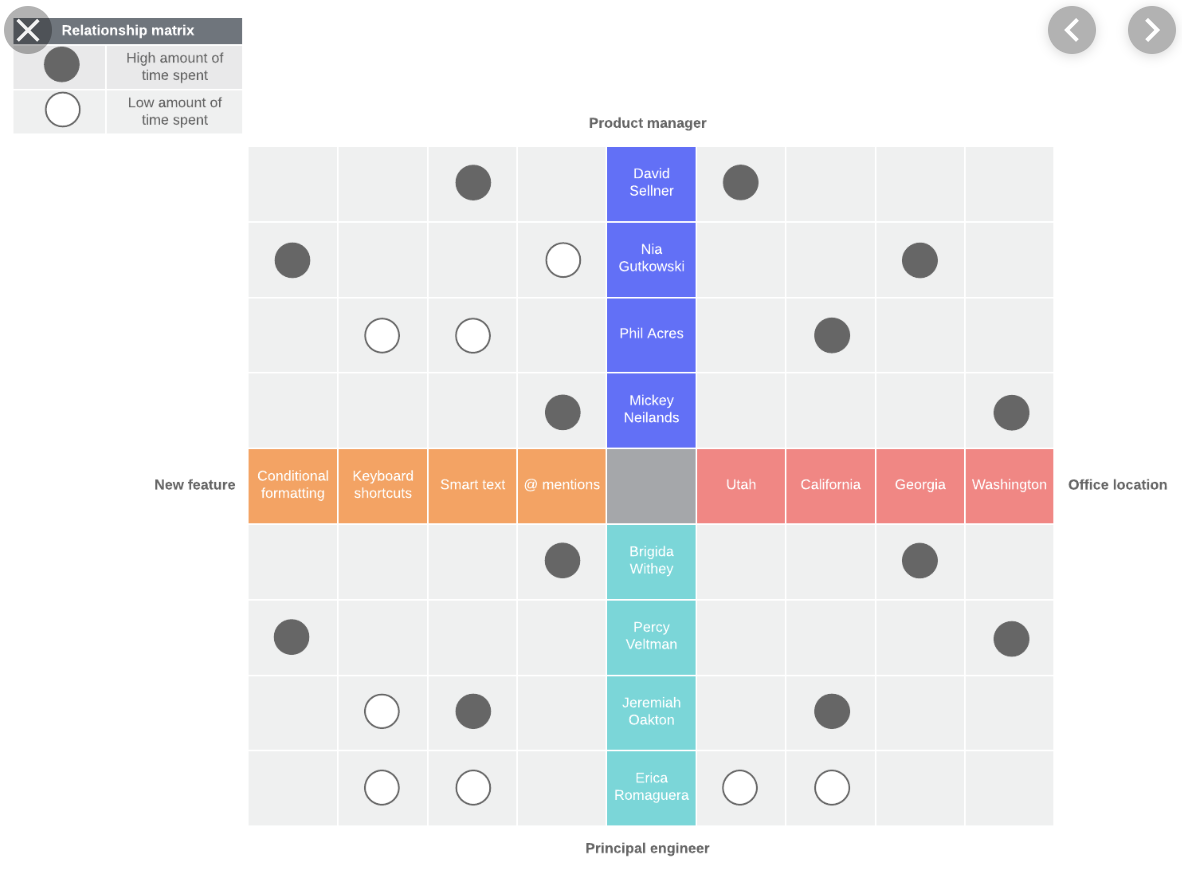 Relationship matrix
High amount of
time spent
Low amount of
time spent
Product manager
David
Sellner
Nia
Gutkowski
Phil Acres
Mickey
Neilands
New feature
Conditional
formatting
Keyboard
shortcuts
Smart text
@ mentions
Utah
California
Georgia
Washington
Office location
Brigida
Withey
Percy
Veltman
Jeremiah
Oakton
Erica
Romaguera
Principal engineer